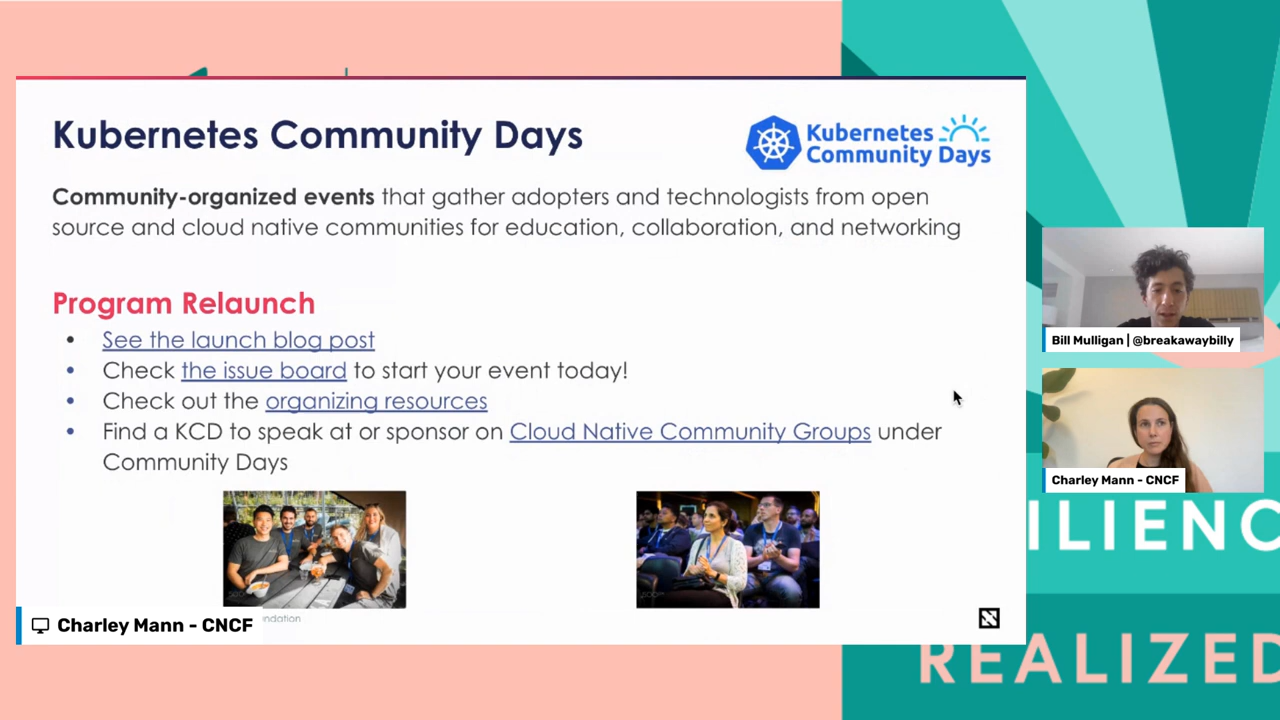 Kubernetes Community Days
Kubernetes
Community Days
Community-organized events that gather adopters and technologists from open
source and cloud native communities for education, collaboration, and networking
Program Relaunch
• See the launch blog post
• Check the issue board to start your event today!
• Check out the organizing resources
• Find a KCD to speak at or sponsor on Cloud Native Community Groups under
Community Days
Charley Mann - CNCF
ndation
Bill Mulligan | @breakawaybilly
Charley Mann - CNCF
ILIENC
REALIZED